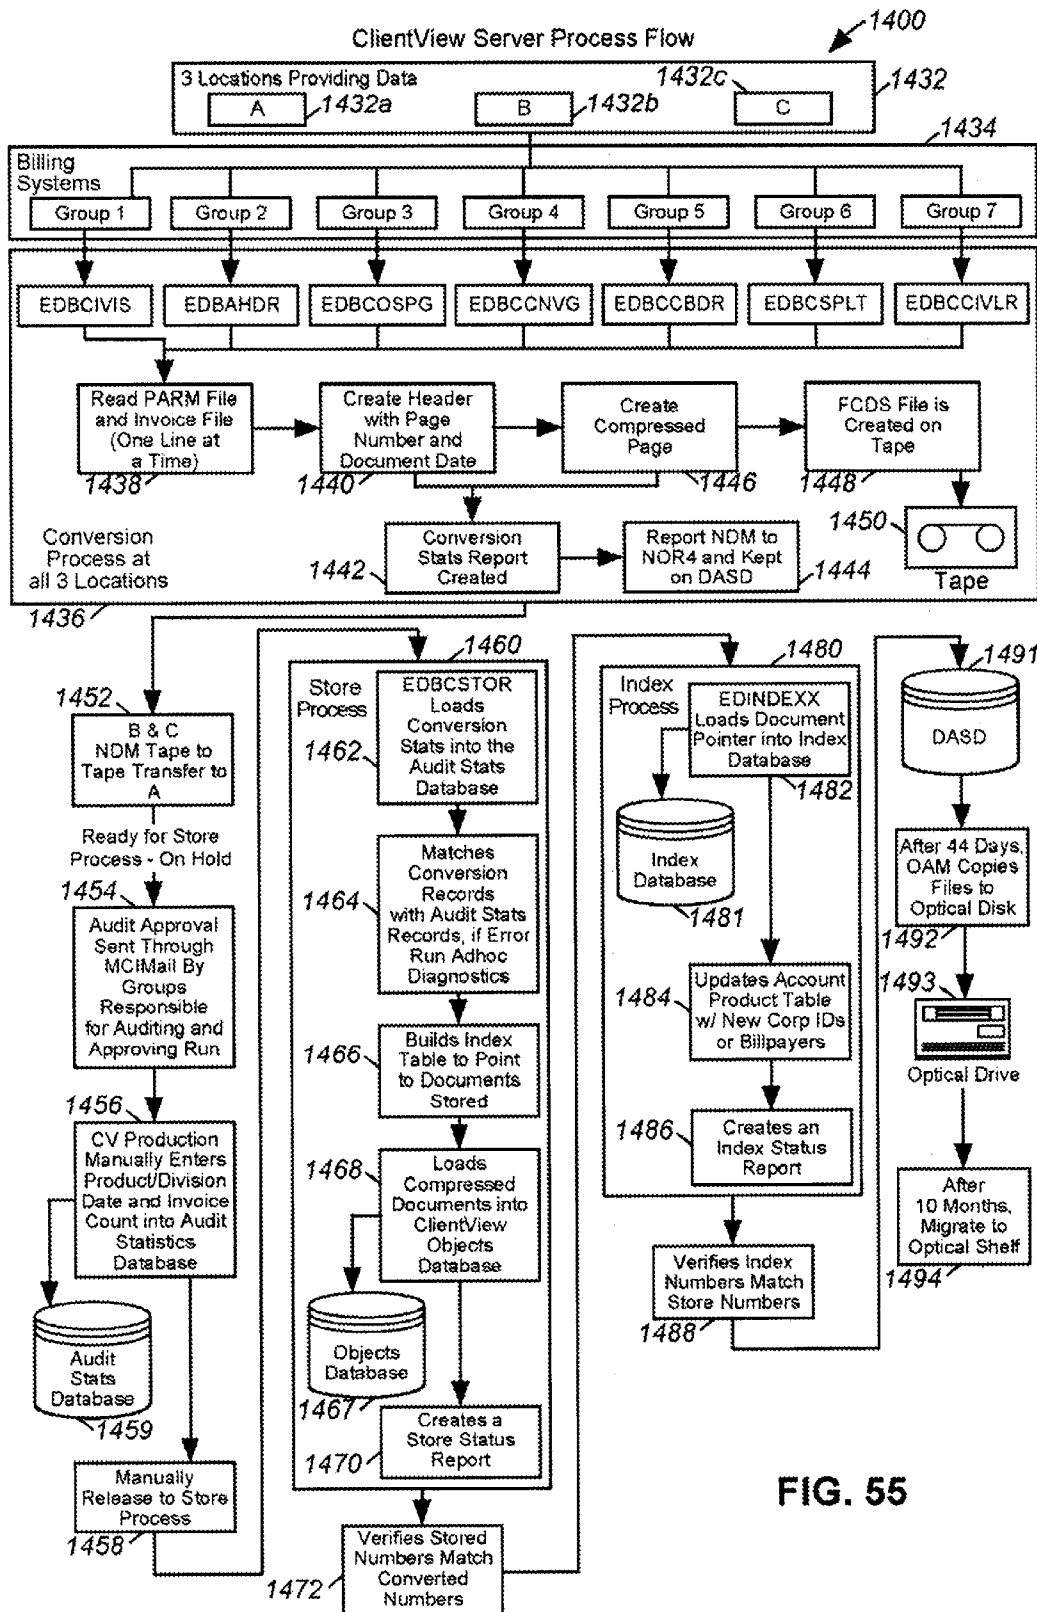 ClientView Server Process Flow
1400
3 Locations Providing Data
1432c
A
1432a
B
1432b
C
1432
1434
Billing
Systems
Group 1
Group 2
Group 3
Group 4
Group 5
Group 6
Group 7
EDBCIVIS
EDBAHDR
EDBCOSPG
EDBCCNVG
EDBCCBDR
EDBCSPLT
EDBCCIVLR
Read PARM File
and Invoice File
(One Line at
a Time)
1438
Create Header
with Page
Number and
Document Date
1440
Create
Compressed
Page
1446
FCDS File is
Created on
Tape
1448
1450
Tape
Conversion
Process at
all 3 Locations
1436
1442
Conversion
Stats Report
Created
Report NDM to
NOR4 and Kept
on DASD
1444
1452
B & C
NDM Tape to
Tape Transfer to
A
Ready for Store
Process - On Hold
1454
Audit Approval
Sent Through
MCIMail By
Groups
Responsible
for Auditing and
Approving Run
1456
CV Production
Manually Enters
Product/Division
Date and Invoice
Count into Audit
Statistics
Database
Audit
Stats
Database
1459
Manually
Release to Store
Process
1458
1460
Store
Process
1462
EDBCSTOR
Loads
Conversion
Stats into the
Audit Stats
Database
1464
Matches
Conversion
Records
with Audit Stats
Records, if Error
Run Adhoc
Diagnostics
1466
Builds Index
Table to Point
to Documents
Stored
1468
Loads
Compressed
Documents into
ClientView
Objects
Database
Objects
Database
1467
1470
Creates a
Store Status
Report
1472
Verifies Stored
Numbers Match
Converted
Numbers
1480
Index
Process
EDINDEXX
Loads Document
Pointer into Index
Database
1482
Index
Database
1481
1484
Updates Account
Product Table
w/ New Corp IDs
or Billpayers
1486
Creates an
Index Status
Report
Verifies Index
Numbers Match
Store Numbers
1488
1491
DASD
After 44 Days,
OAM Copies
Files to
Optical Disk
1492
1493
Optical Drive
After
10 Months,
Migrate to
Optical Shelf
1494
FIG. 55